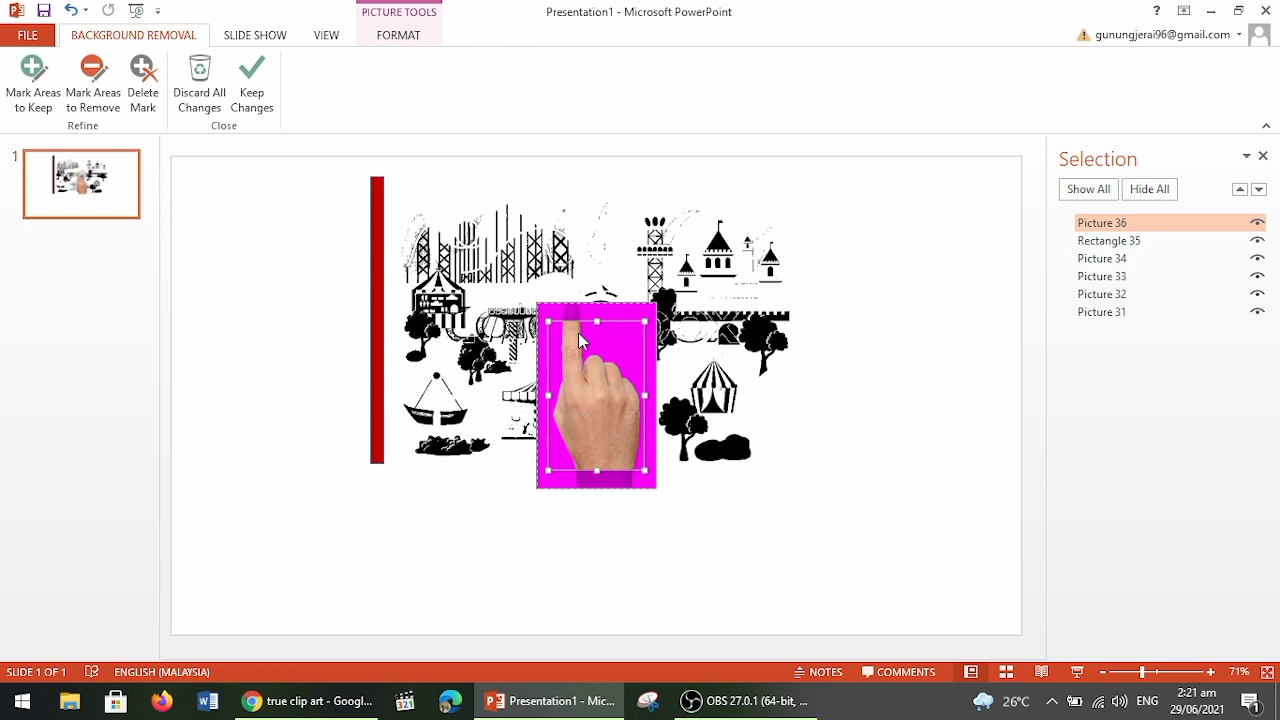 Presentation1 - Microsoft PowerPoint
PICTURE TOOLS
FILE
BACKGROUND REMOVAL
SLIDE SHOW
VIEW
FORMAT
gunungjerai96@gmail.com
Mark Areas to Keep
Mark Areas to Remove
Delete Mark
Discard All Changes
Keep Changes
Refine
Close
1
Selection
Show All
Hide All
Picture 36
Rectangle 35
Picture 34
Picture 33
Picture 32
Picture 31
SLIDE 1 OF 1
ENGLISH (MALAYSIA)
NOTES
COMMENTS
71%
true clip art - Googl...
321
Presentation1 - Mic...
OBS 27.0.1 (64-bit, ...
26°C
ENG
2:21 am
29/06/2021
1